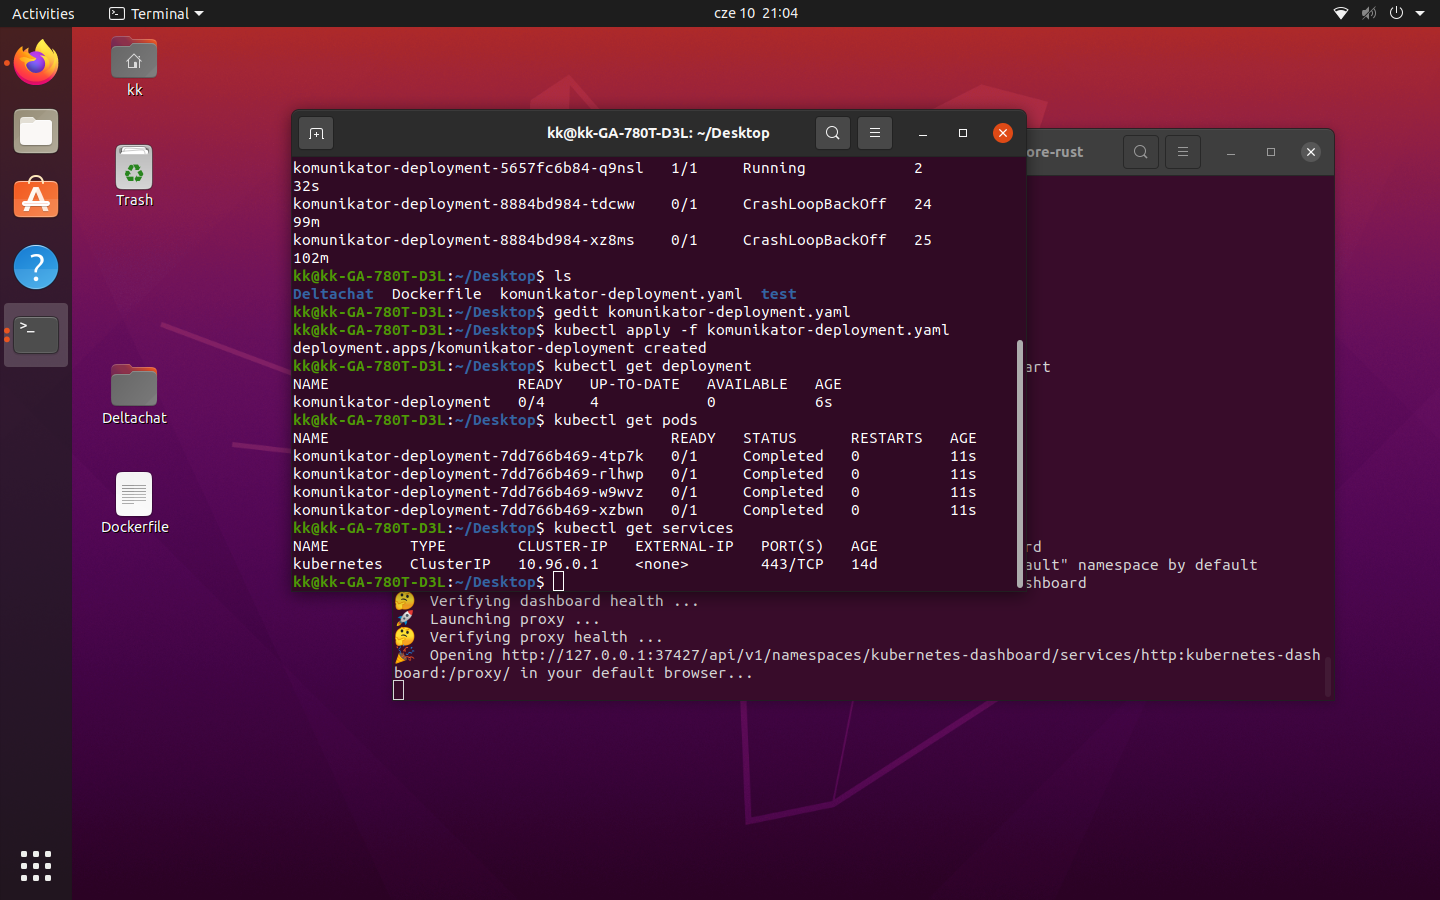 Activities
Terminal
cze 10 21:04
kk
Trash
Deltachat
Dockerfile
kk@kk-GA-780T-D3L: ~/Desktop
komunikator-deployment-5657fc6b84-q9nsl 1/1 Running 2
32s
komunikator-deployment-8884bd984-tdcww 0/1 CrashLoopBackOff 24
99m
komunikator-deployment-8884bd984-xz8ms 0/1 CrashLoopBackOff 25
102m
kk@kk-GA-780T-D3L:~/Desktop$ ls
Deltachat Dockerfile komunikator-deployment.yaml test
kk@kk-GA-780T-D3L:~/Desktop$ gedit komunikator-deployment.yaml
kk@kk-GA-780T-D3L:~/Desktop$ kubectl apply -f komunikator-deployment.yaml
deployment.apps/komunikator-deployment created
kk@kk-GA-780T-D3L:~/Desktop$ kubectl get deployment
NAME READY UP-TO-DATE AVAILABLE AGE
komunikator-deployment 0/4 4 0 6s
kk@kk-GA-780T-D3L:~/Desktop$ kubectl get pods
NAME READY STATUS RESTARTS AGE
komunikator-deployment-7dd766b469-4tp7k 0/1 Completed 0 11s
komunikator-deployment-7dd766b469-rlhwp 0/1 Completed 0 11s
komunikator-deployment-7dd766b469-w9wvz 0/1 Completed 0 11s
komunikator-deployment-7dd766b469-xzbwn 0/1 Completed 0 11s
kk@kk-GA-780T-D3L:~/Desktop$ kubectl get services
NAME TYPE CLUSTER-IP EXTERNAL-IP PORT(S) AGE
kubernetes ClusterIP 10.96.0.1 <none> 443/TCP 14d
kk@kk-GA-780T-D3L:~/Desktop$
ore-rust
art
rd
ault" namespace by default
shboard
🤔 Verifying dashboard health ...
🚀 Launching proxy ...
🤔 Verifying proxy health ...
🎉 Opening http://127.0.0.1:37427/api/v1/namespaces/kubernetes-dashboard/services/http:kubernetes-dash
board:/proxy/ in your default browser...